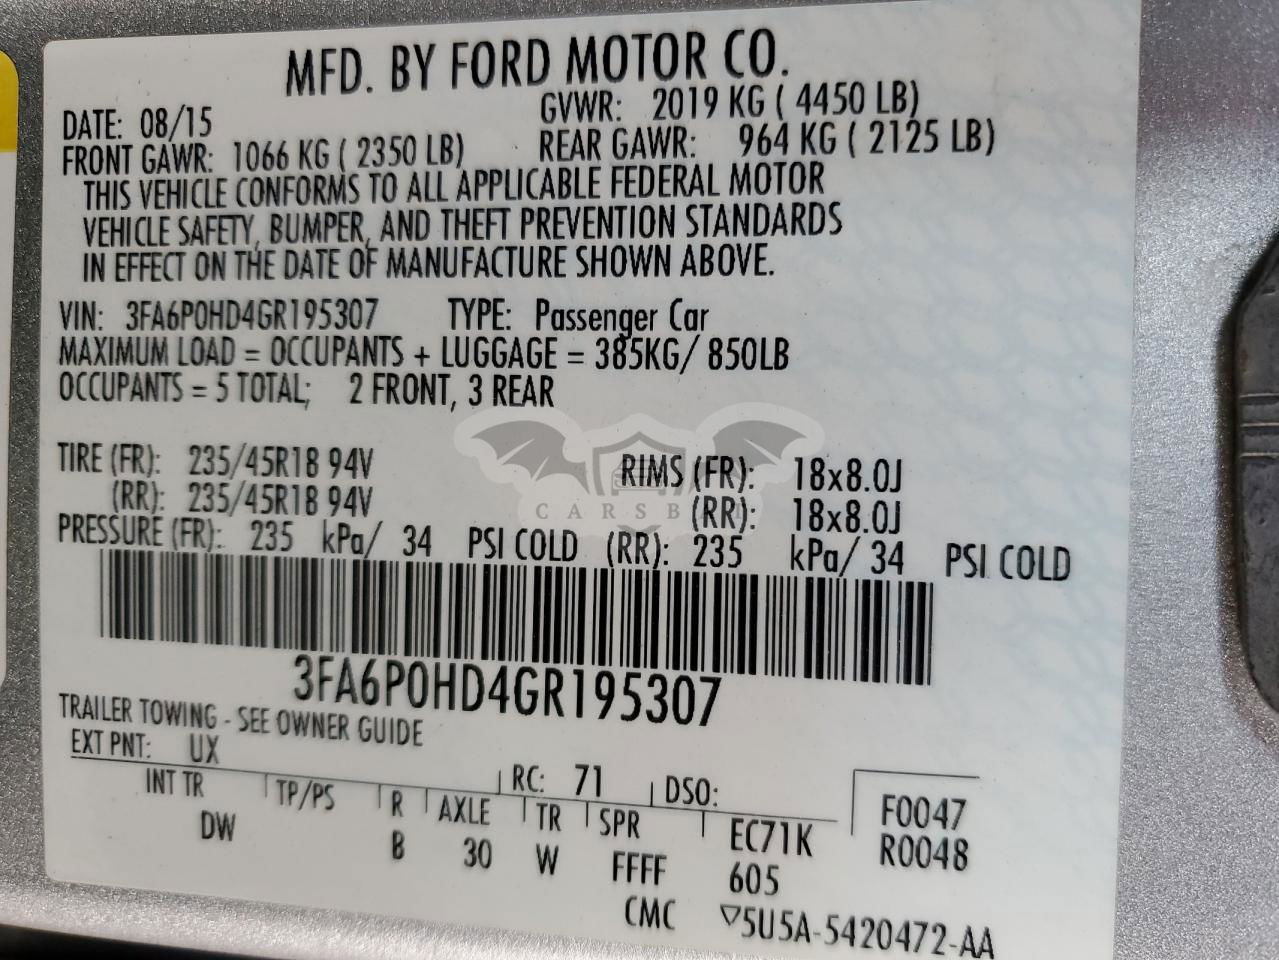 MFD. BY FORD MOTOR CO.
DATE: 08/15 GVWR: 2019 KG ( 4450 LB)
FRONT GAWR: 1066 KG ( 2350 LB) REAR GAWR: 964 KG ( 2125 LB)
THIS VEHICLE CONFORMS TO ALL APPLICABLE FEDERAL MOTOR
VEHICLE SAFETY, BUMPER, AND THEFT PREVENTION STANDARDS
IN EFFECT ON THE DATE OF MANUFACTURE SHOWN ABOVE.
VIN: 3FA6P0HD4GR195307 TYPE: Passenger Car
MAXIMUM LOAD = OCCUPANTS + LUGGAGE = 385KG/ 850LB
OCCUPANTS = 5 TOTAL; 2 FRONT, 3 REAR
TIRE (FR): 235/45R18 94V RIMS (FR): 18x8.0J
(RR): 235/45R18 94V (RR): 18x8.0J
PRESSURE (FR): 235 kPa/ 34 PSI COLD (RR): 235 kPa/ 34 PSI COLD
3FA6P0HD4GR195307
TRAILER TOWING - SEE OWNER GUIDE
EXT PNT: UX RC: 71 DSO:
INT TR TP/PS R AXLE TR SPR EC71K F0047
DW B 30 W FFFF 605 R0048
CMC ▽5U5A-5420472-AA